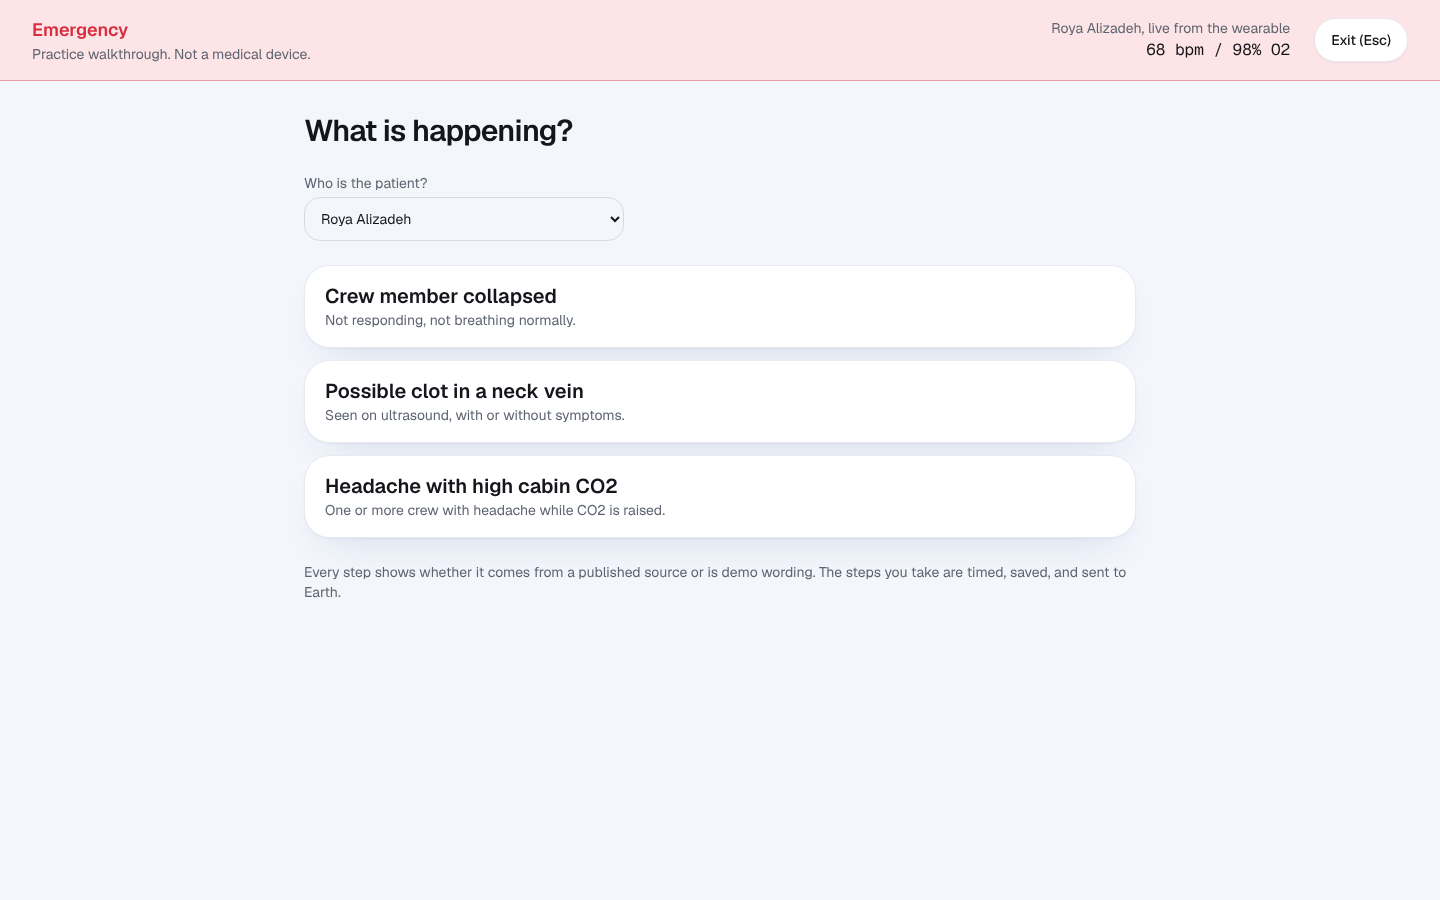 Emergency
Practice walkthrough. Not a medical device.
Roya Alizadeh, live from the wearable
68 bpm / 98% O2
Exit (Esc)
What is happening?
Who is the patient?
Roya Alizadeh
Crew member collapsed
Not responding, not breathing normally.
Possible clot in a neck vein
Seen on ultrasound, with or without symptoms.
Headache with high cabin CO2
One or more crew with headache while CO2 is raised.
Every step shows whether it comes from a published source or is demo wording. The steps you take are timed, saved, and sent to
Earth.